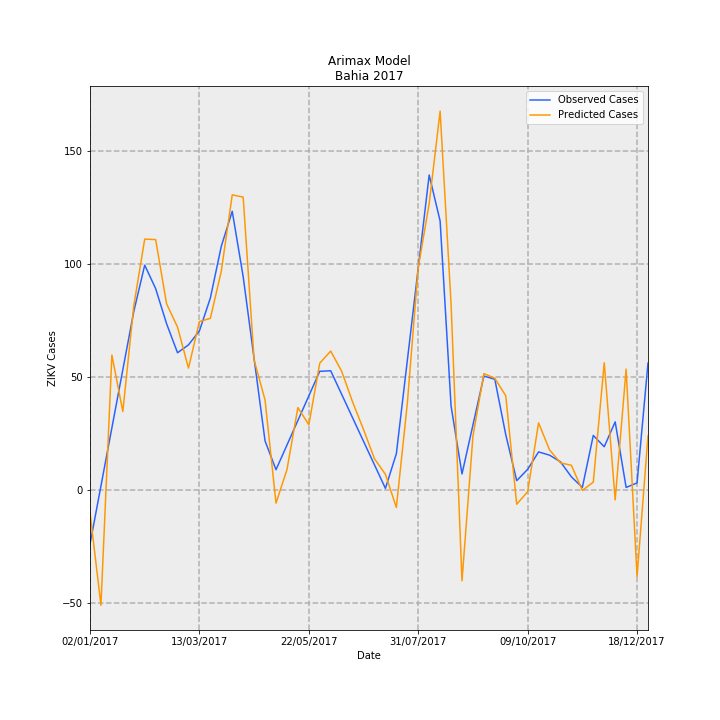 Arimax Model
Bahia 2017
Observed Cases
Predicted Cases
ZIKV Cases
150
100
50
0
−50
02/01/2017 13/03/2017 22/05/2017 31/07/2017 09/10/2017 18/12/2017
Date